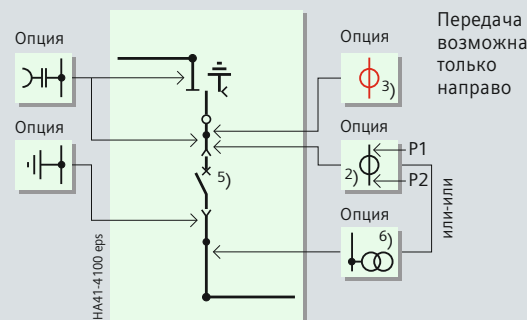 Опция
Опция
HA41-4100 eps
5)
Опция
3)
Передача
возможна
только
направо
Опция
2)
P1
P2
или-или
Опция
6)